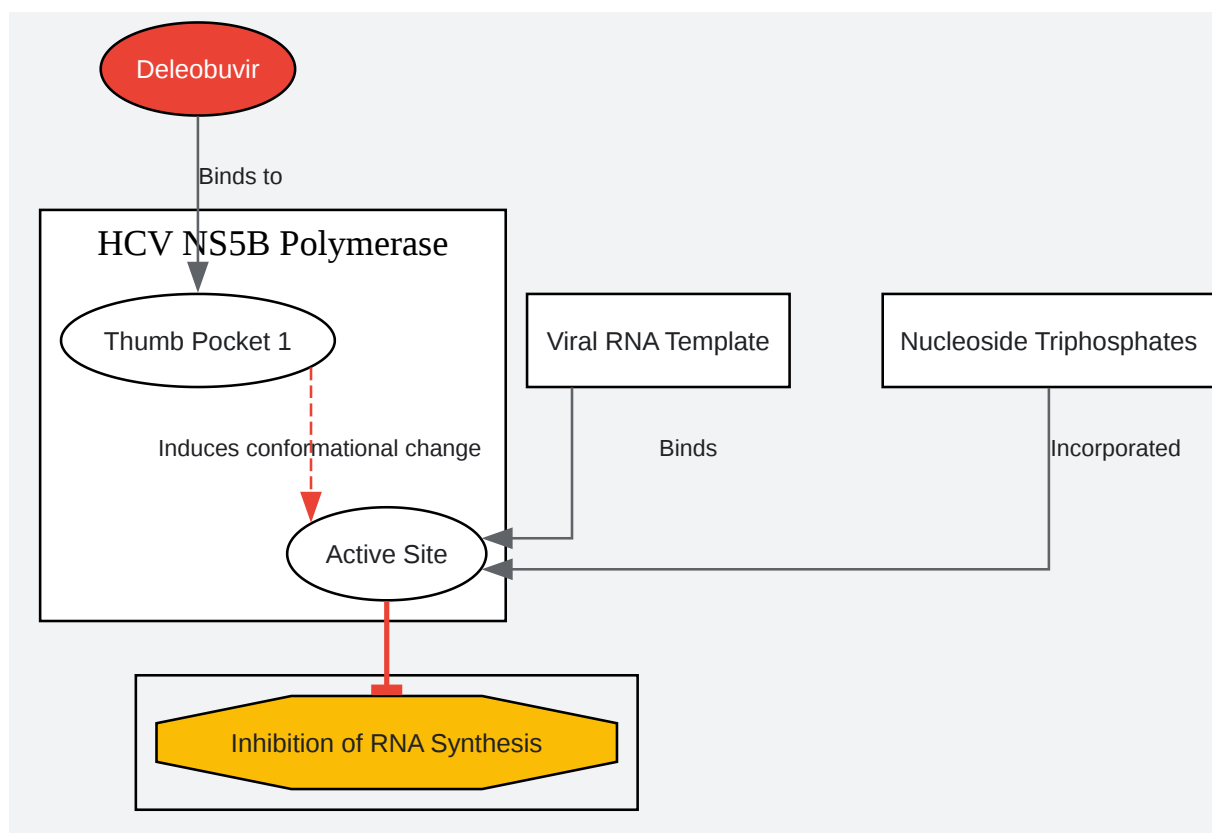 Deleobuvir
Binds to
HCV NS5B Polymerase
Thumb Pocket 1
Viral RNA Template
Nucleoside Triphosphates
Induces conformational change
Binds
Incorporated
Active Site
Inhibition of RNA Synthesis